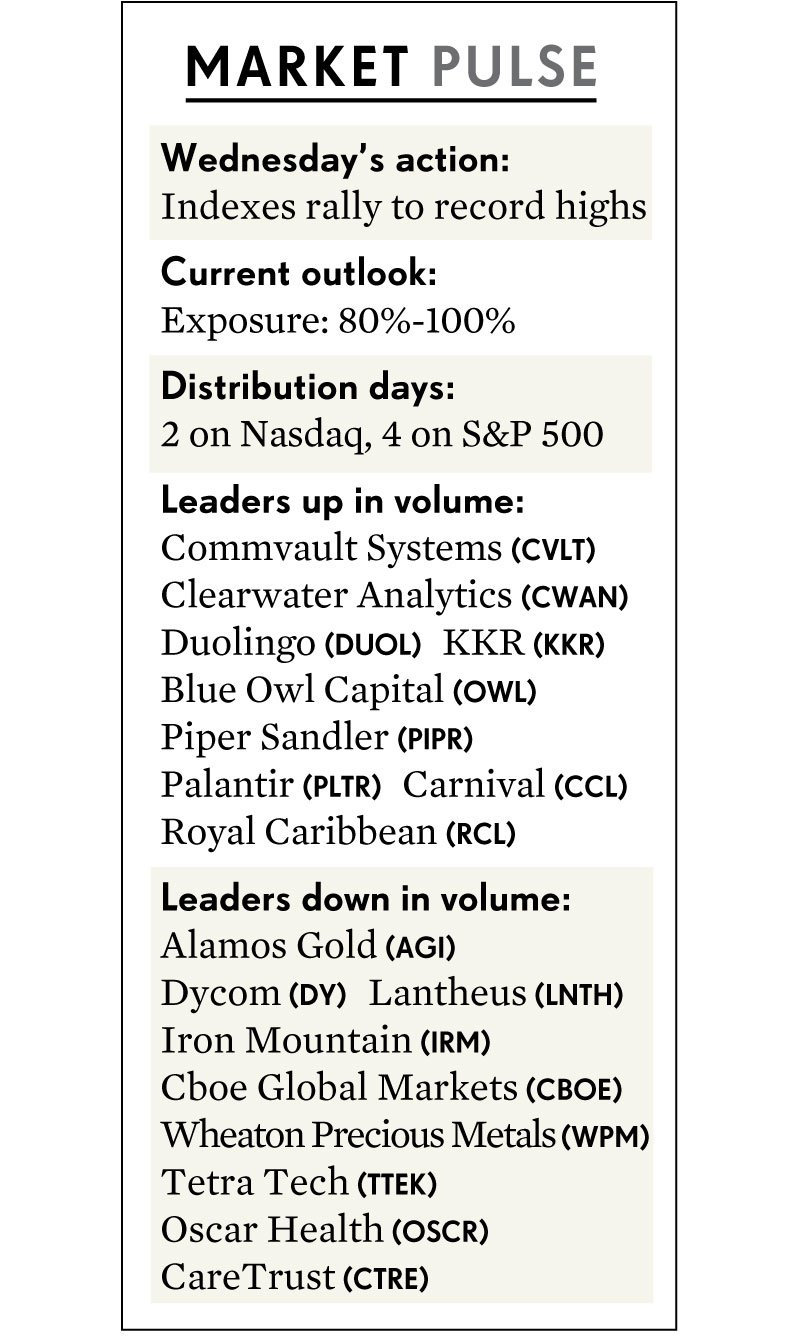 MARKET PULSE
Wednesday’s action:
Indexes rally to record highs
Current outlook:
Exposure: 80%-100%
Distribution days:
2 on Nasdaq, 4 on S&P 500
Leaders up in volume:
Commvault Systems (CVLT)
Clearwater Analytics (CWAN)
Duolingo (DUOL) KKR (KKR)
Blue Owl Capital (OWL)
Piper Sandler (PIPR)
Palantir (PLTR) Carnival (CCL)
Royal Caribbean (RCL)
Leaders down in volume:
Alamos Gold (AGI)
Dycom (DY) Lantheus (LNTH)
Iron Mountain (IRM)
Cboe Global Markets (CBOE)
Wheaton Precious Metals (WPM)
Tetra Tech (TTEK)
Oscar Health (OSCR)
CareTrust (CTRE)